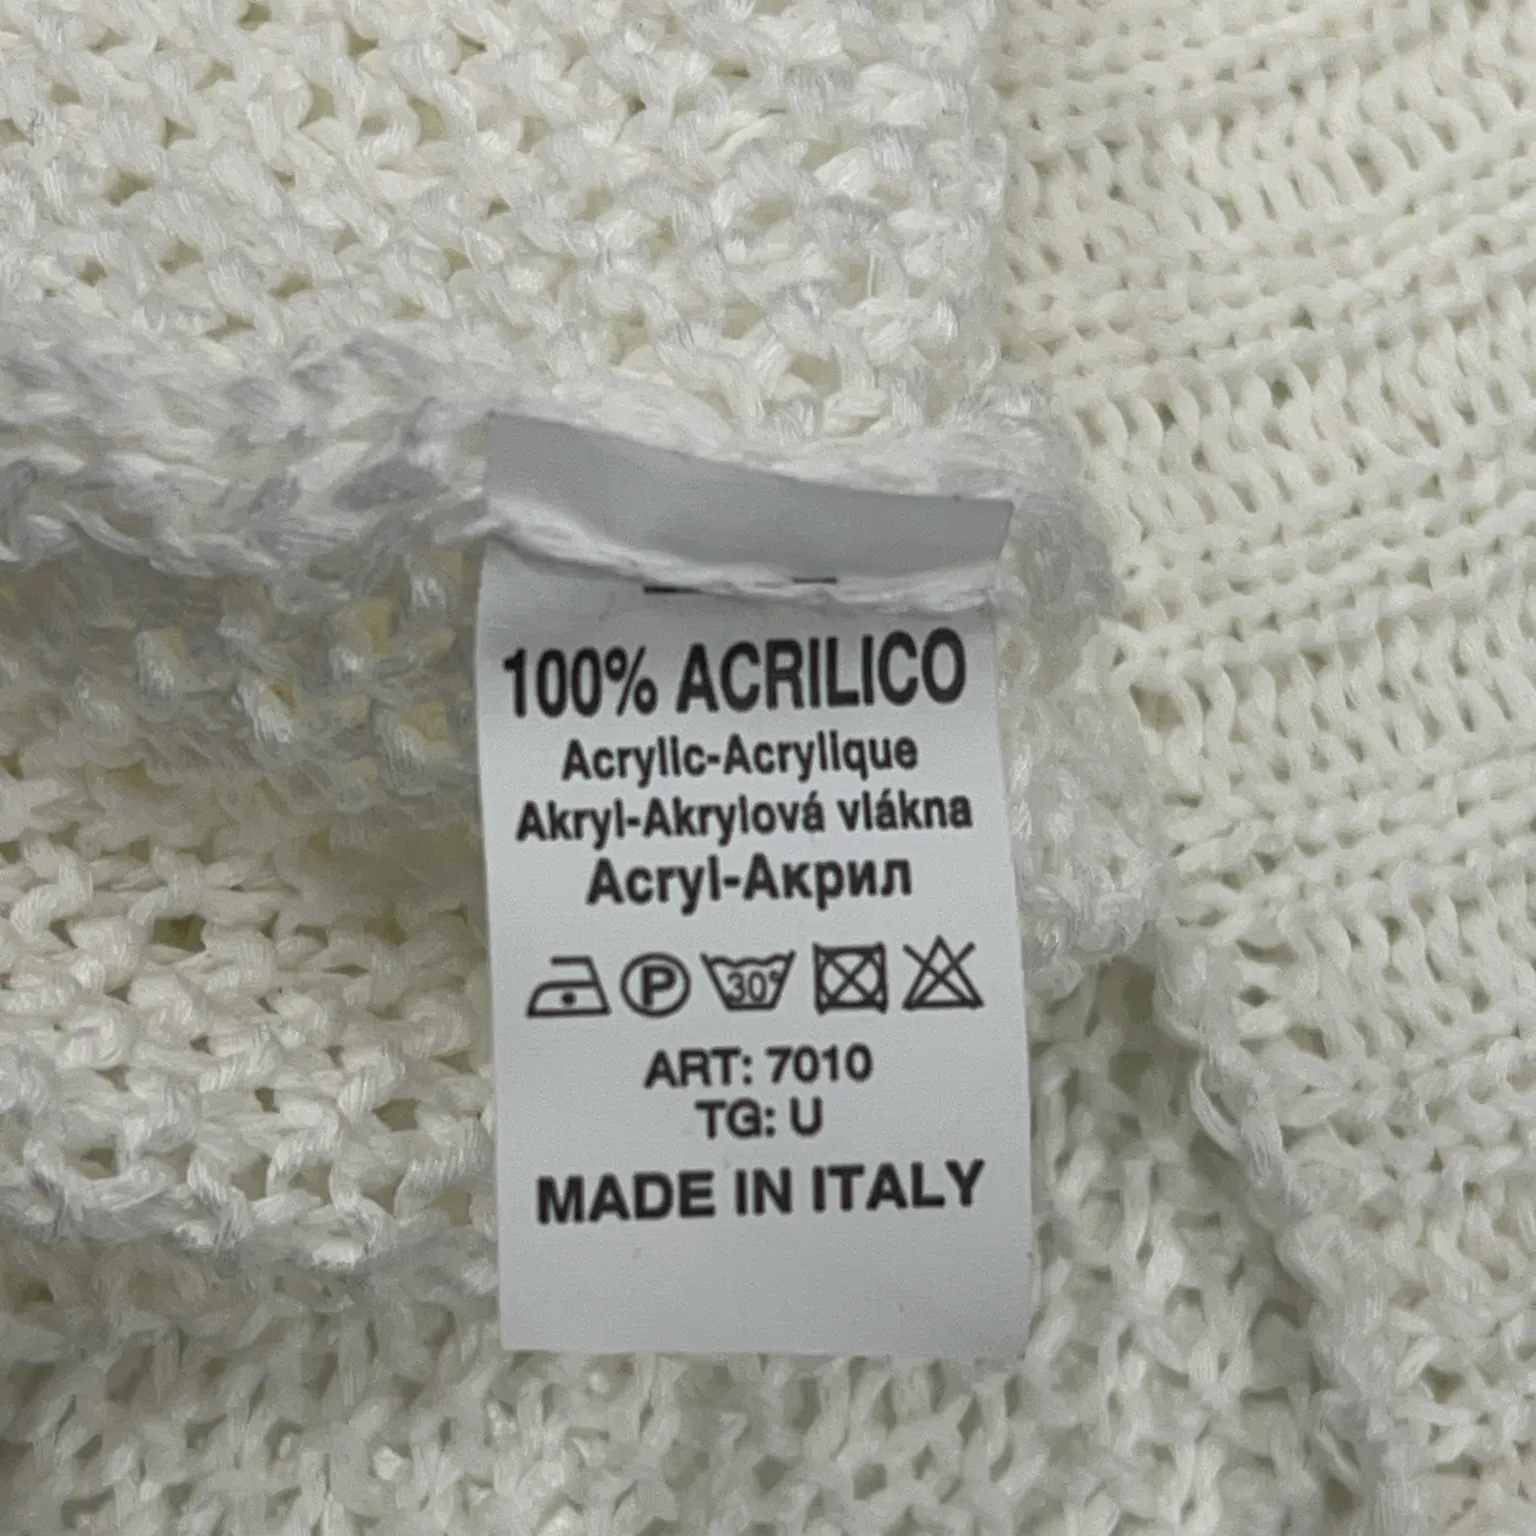 100% ACRILICO
Acrylic-Acrylique
Akryl-Akrylová vlákna
Acryl-Акрил
P 30°
ART: 7010
TG: U
MADE IN ITALY